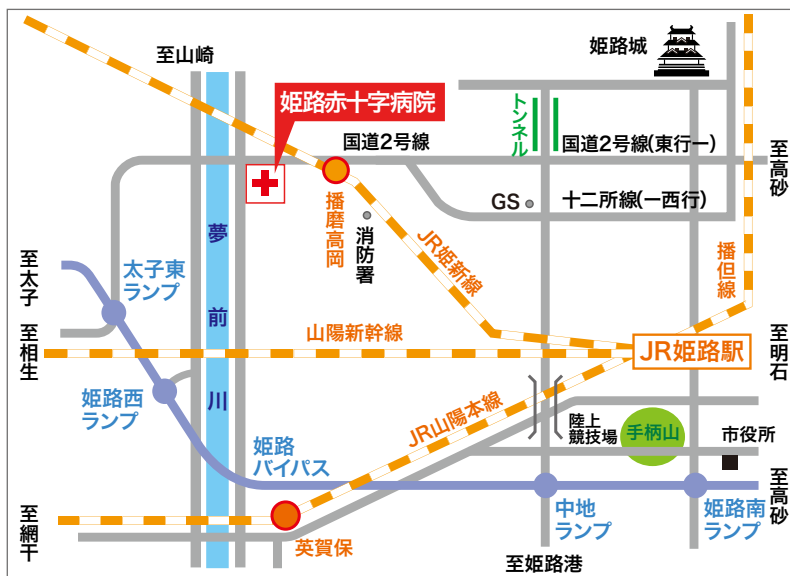 至山崎
姫路城
姫路赤十字病院
トンネル
国道2号線
国道2号線(東行一)
至高砂
GS
十二所線(一西行)
播磨高岡
消防署
夢前川
JR姫新線
播但線
至太子
太子東
ランプ
至相生
山陽新幹線
JR姫路駅
至明石
姫路西
ランプ
JR山陽本線
陸上
競技場
手柄山
市役所
姫路
バイパス
至網干
英賀保
中地
ランプ
姫路南
ランプ
至高砂
至姫路港